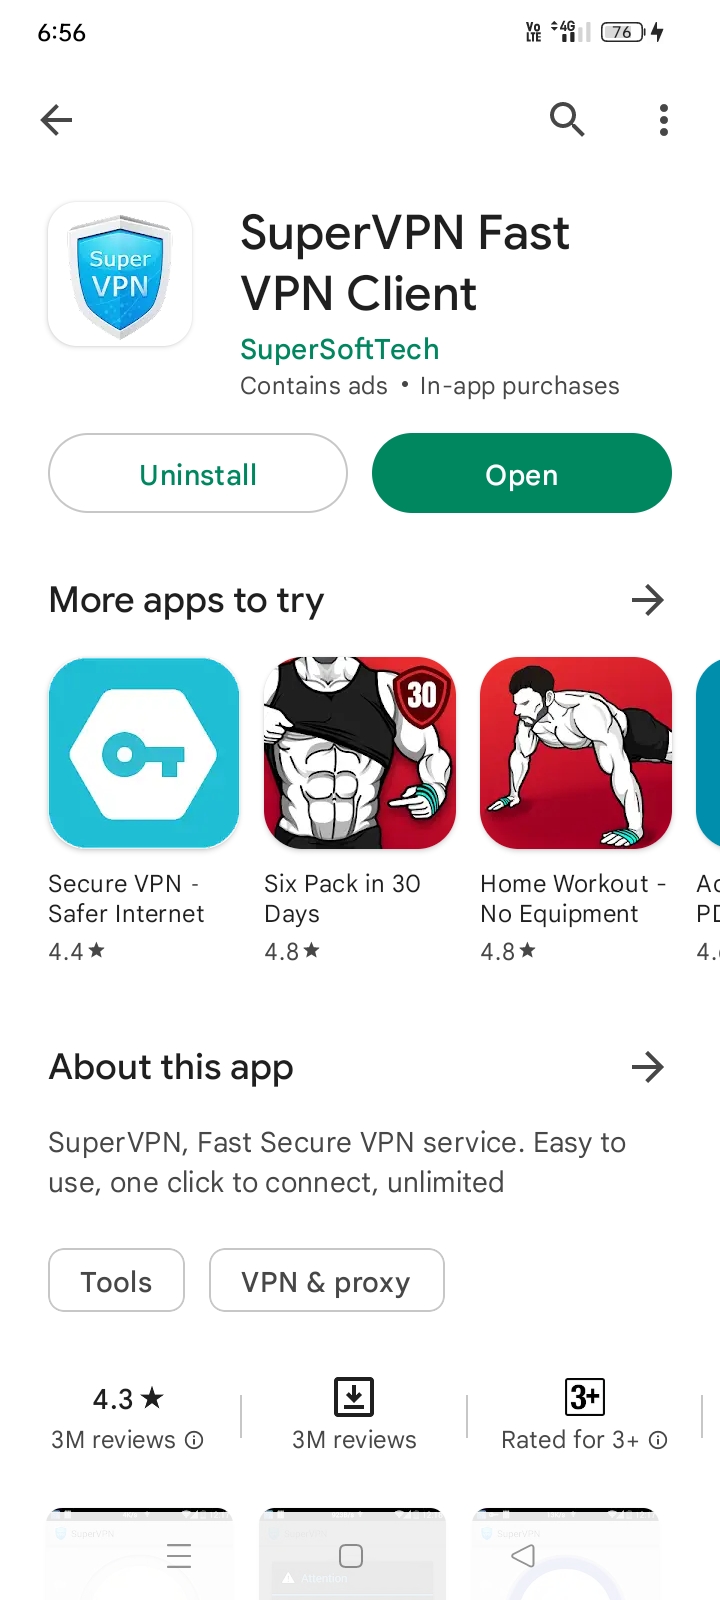 6:56
Vo
LTE
4G
76
Super
VPN
SuperVPN Fast
VPN Client
SuperSoftTech
Contains ads • In-app purchases
Uninstall
Open
More apps to try
30
Secure VPN -
Safer Internet
4.4★
Six Pack in 30
Days
4.8★
Home Workout -
No Equipment
4.8★
About this app
SuperVPN, Fast Secure VPN service. Easy to
use, one click to connect, unlimited
Tools
VPN & proxy
4.3★
3M reviews
3M reviews
3+
Rated for 3+
SuperVPN
Attention
SuperVPN